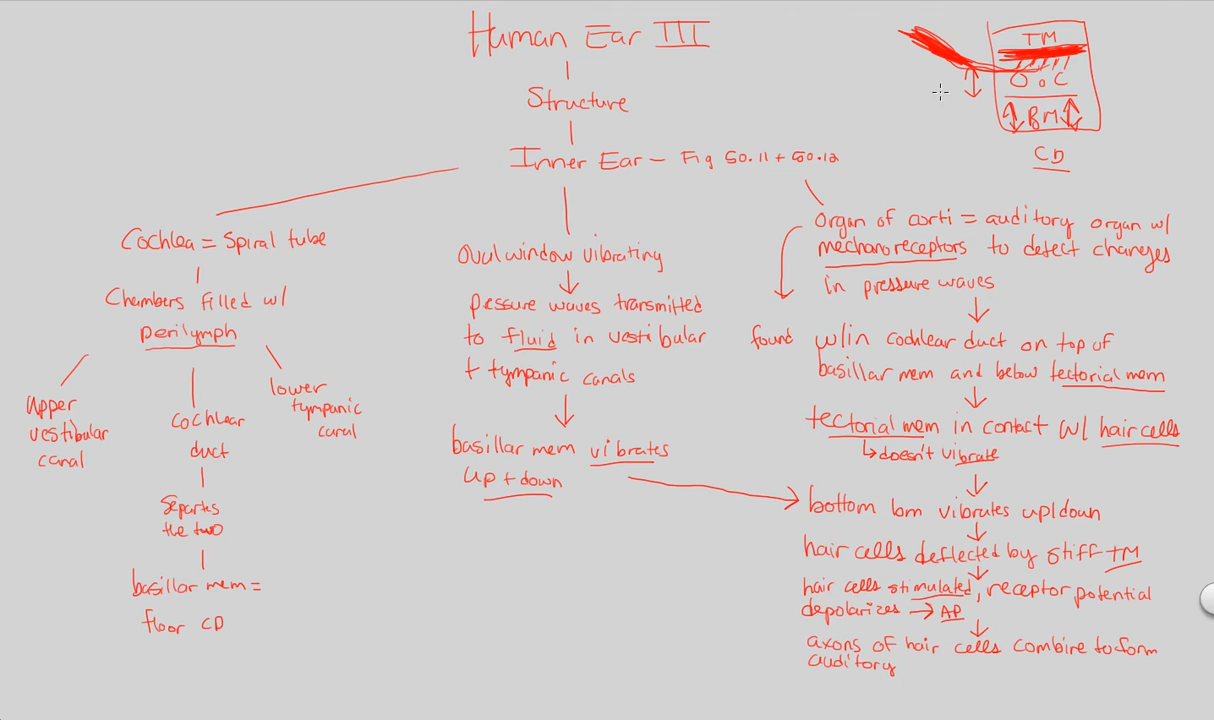 Human Ear III
TM
O.C
BM
CD
Structure
Inner Ear - Fig 50.11 + 50.12
Cochlea = Spiral tube
Chambers filled w/
perilymph
upper
vestibular
canal
cochlear
duct
lower
tympanic
canal
Separtes
the two
basillar mem =
floor CD
Oval window vibrating
pressure waves transmitted
to fluid in vestibular
+ tympanic canals
basillar mem vibrates
up + down
organ of corti = auditory organ w/
mechanoreceptors to detect changes
in pressure waves
found w/in cochlear duct on top of
basillar mem and below tectorial mem
tectorial mem in contact w/ hair cells
doesn't vibrate
bottom bm vibrates up/down
hair cells deflected by stiff TM
hair cells stimulated, receptor potential
depolarizes → AP
axons of hair cells combine to form
auditory